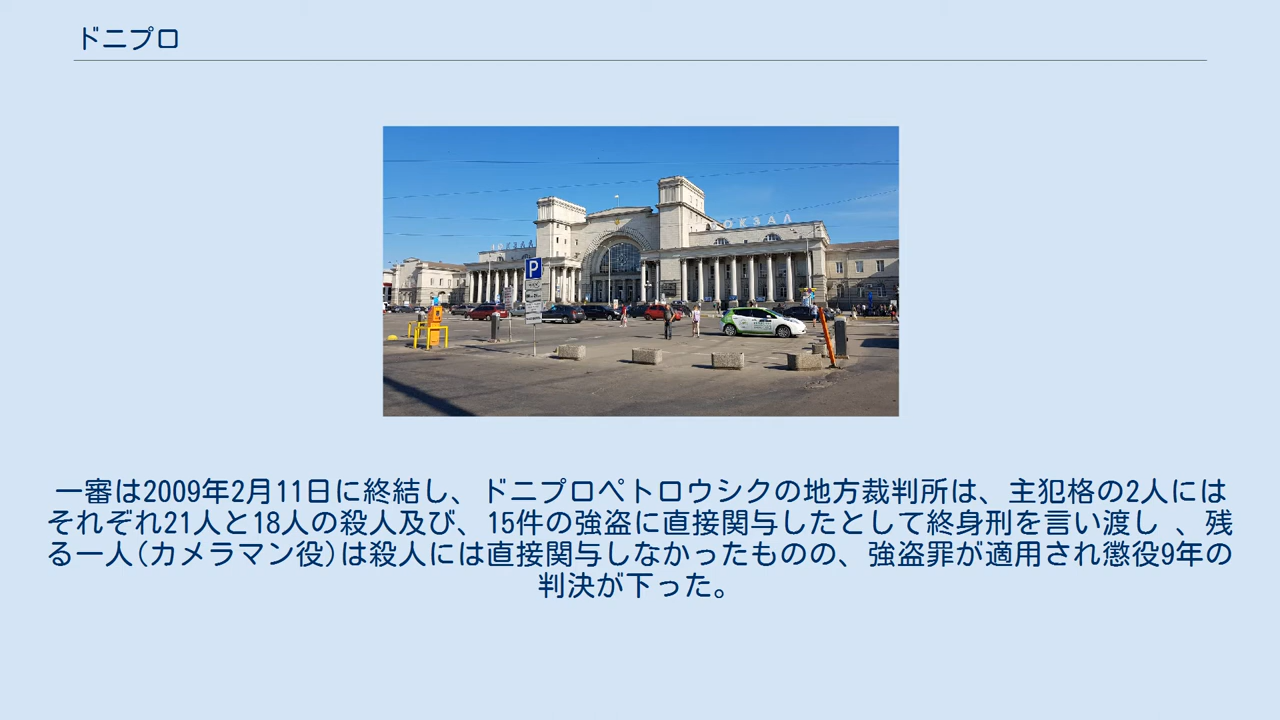 ドニプロ
ОКЗАЛ
P
一審は2009年2月11日に終結し、ドニプロペトロウシクの地方裁判所は、主犯格の2人には
それぞれ21人と18人の殺人及び、15件の強盗に直接関与したとして終身刑を言い渡し 、残
る一人(カメラマン役)は殺人には直接関与しなかったものの、強盗罪が適用され懲役9年の
判決が下った。